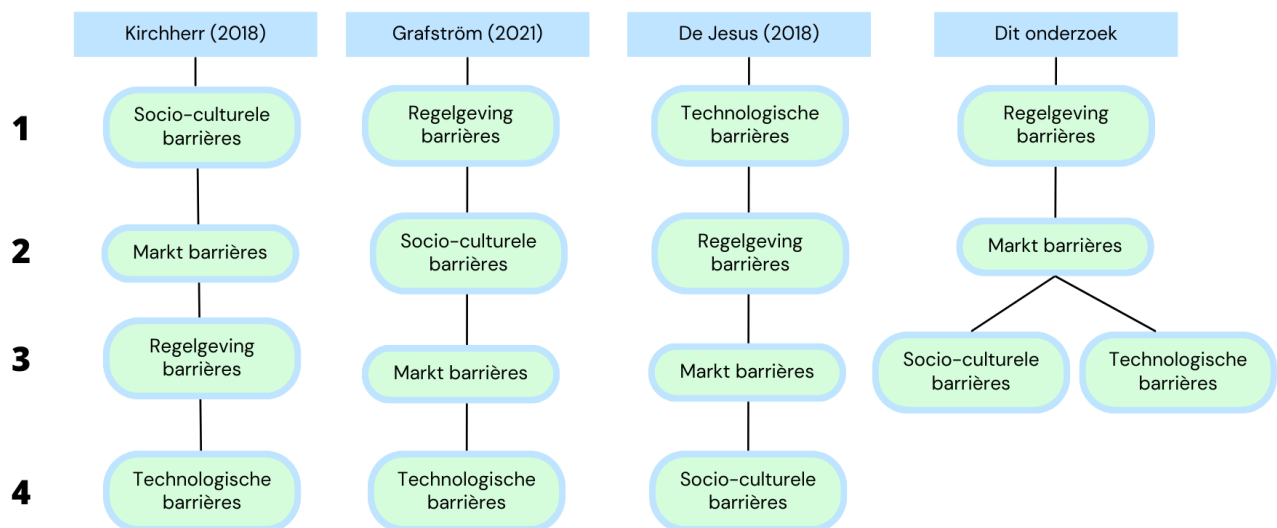 Kirchherr (2018)
Grafström (2021)
De Jesus (2018)
Dit onderzoek
1
Socio-culturele
barrières
Regelgeving
barrières
Technologische
barrières
Regelgeving
barrières
2
Markt barrières
Socio-culturele
barrières
Regelgeving
barrières
Markt barrières
3
Regelgeving
barrières
Markt barrières
Markt barrières
Socio-culturele
barrières
Technologische
barrières
4
Technologische
barrières
Technologische
barrières
Socio-culturele
barrières